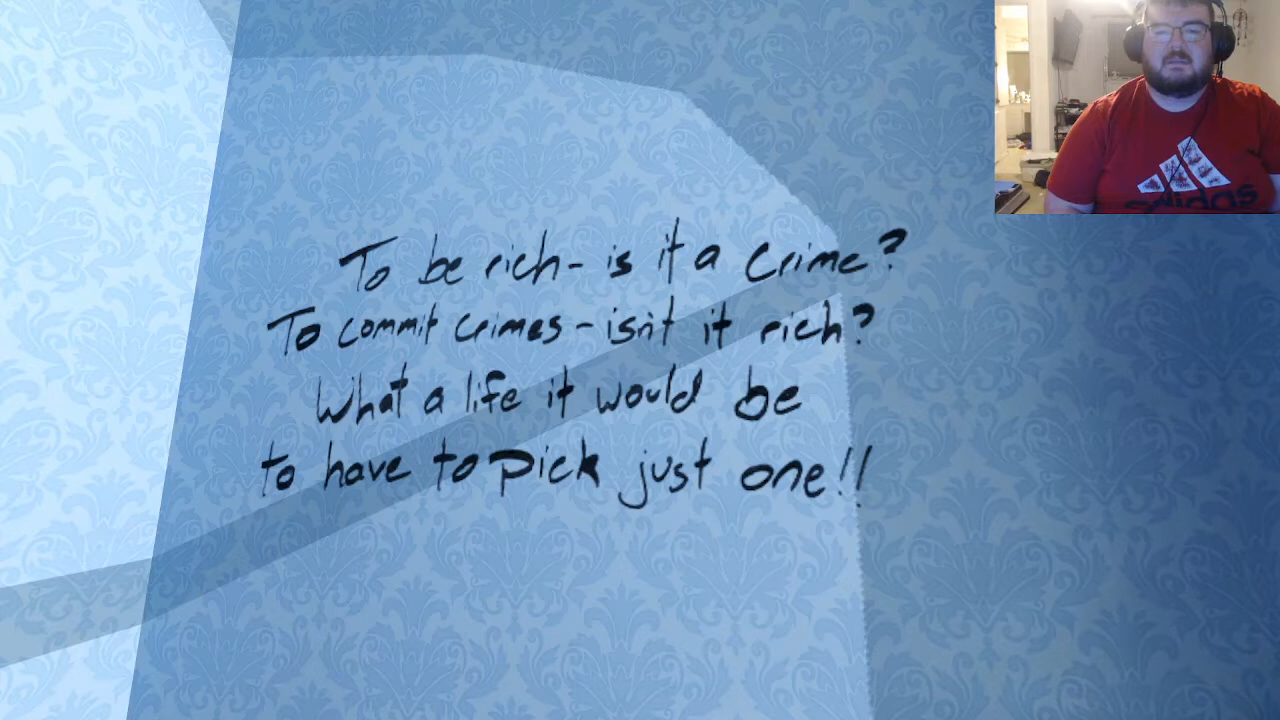 To be rich- is it a crime?
To commit crimes - isn't it rich?
What a life it would be
to have to pick just one!!
adidas